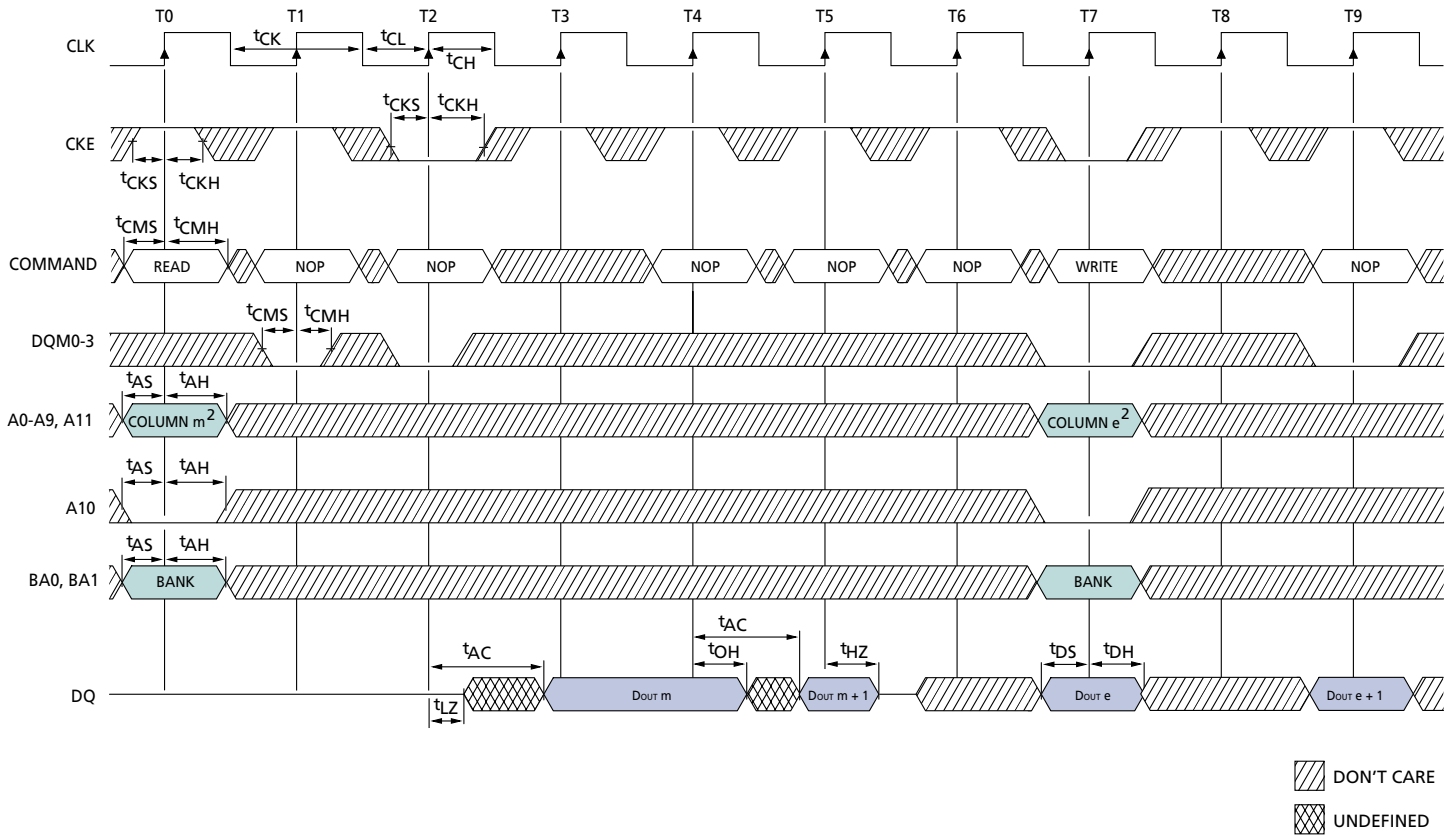 T0 T1 T2 T3 T4 T5 T6 T7 T8 T9
CLK tCK tCL tCH
tCKS tCKH
CKE
tCKS tCKH
tCMS tCMH
COMMAND READ NOP NOP NOP NOP NOP WRITE NOP
tCMS tCMH
DQM0-3
tAS tAH
A0-A9, A11 COLUMN m2 COLUMN e2
tAS tAH
A10
tAS tAH
BA0, BA1 BANK BANK
tAC
tAC tOH tHZ tDS tDH
DQ DOUT m DOUT m + 1 DOUT e DOUT e + 1
tLZ
DON'T CARE
UNDEFINED